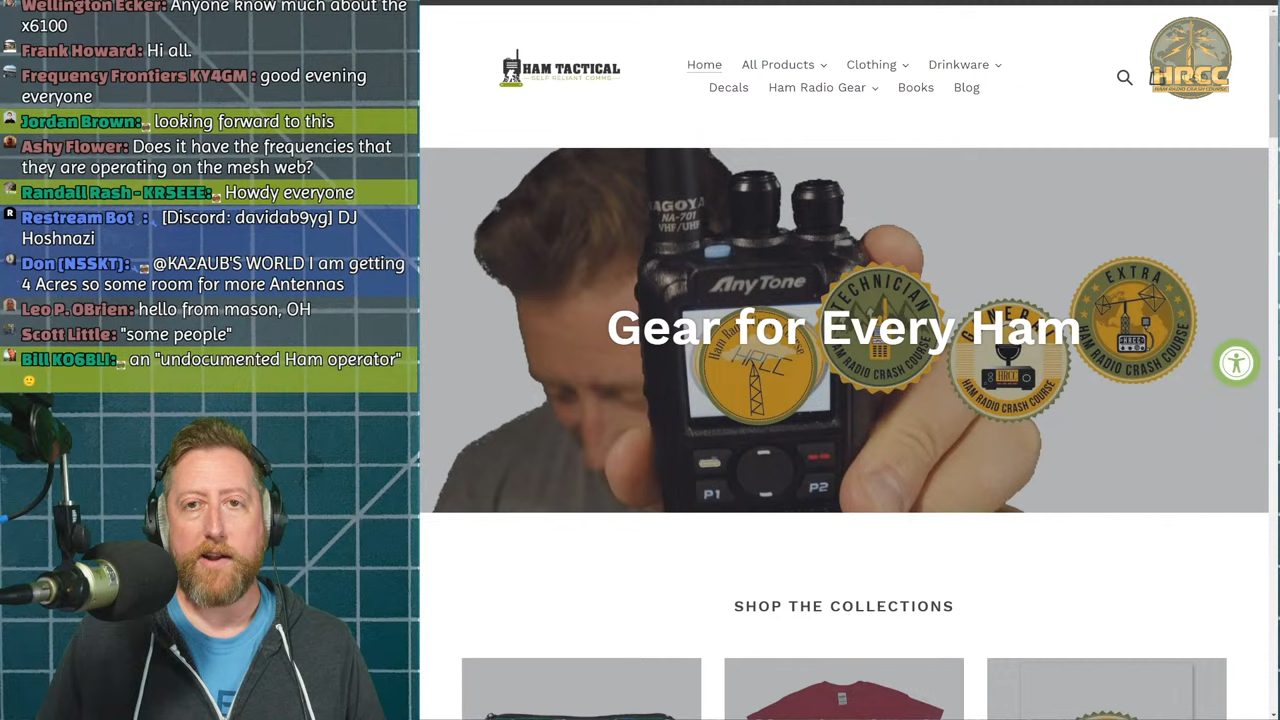 Wellington Ecker: Anyone know much about the
x6100
Frank Howard: Hi all.
Frequency Frontiers KY4GM : good evening
everyone
Jordan Brown: looking forward to this
Ashy Flower: Does it have the frequencies that
they are operating on the mesh web?
Randall Rash - KR5EEE: Howdy everyone
Restream Bot : [Discord: davidab9yg] DJ
Hoshnazi
Don (N5SKT): @KA2AUB'S WORLD I am getting
4 Acres so some room for more Antennas
Leo D.OBrien: hello from mason, OH
Scott Little: "some people"
Bill KO6BLI: an "undocumented Ham operator"
HAM TACTICAL
SELF RELIANT COMMS
Home All Products Clothing Drinkware
Decals Ham Radio Gear Books Blog
HRCC
HAM RADIO CRASH COURSE
NAGOYA
NA-701
VHF/UHF
AnyTone
HRCC
P1 P2
TECHNICIAN
HAM RADIO CRASH COURSE
GENERAL
HRCC
HAM RADIO CRASH COURSE
EXTRA
HAM RADIO CRASH COURSE
Gear for Every Ham
SHOP THE COLLECTIONS